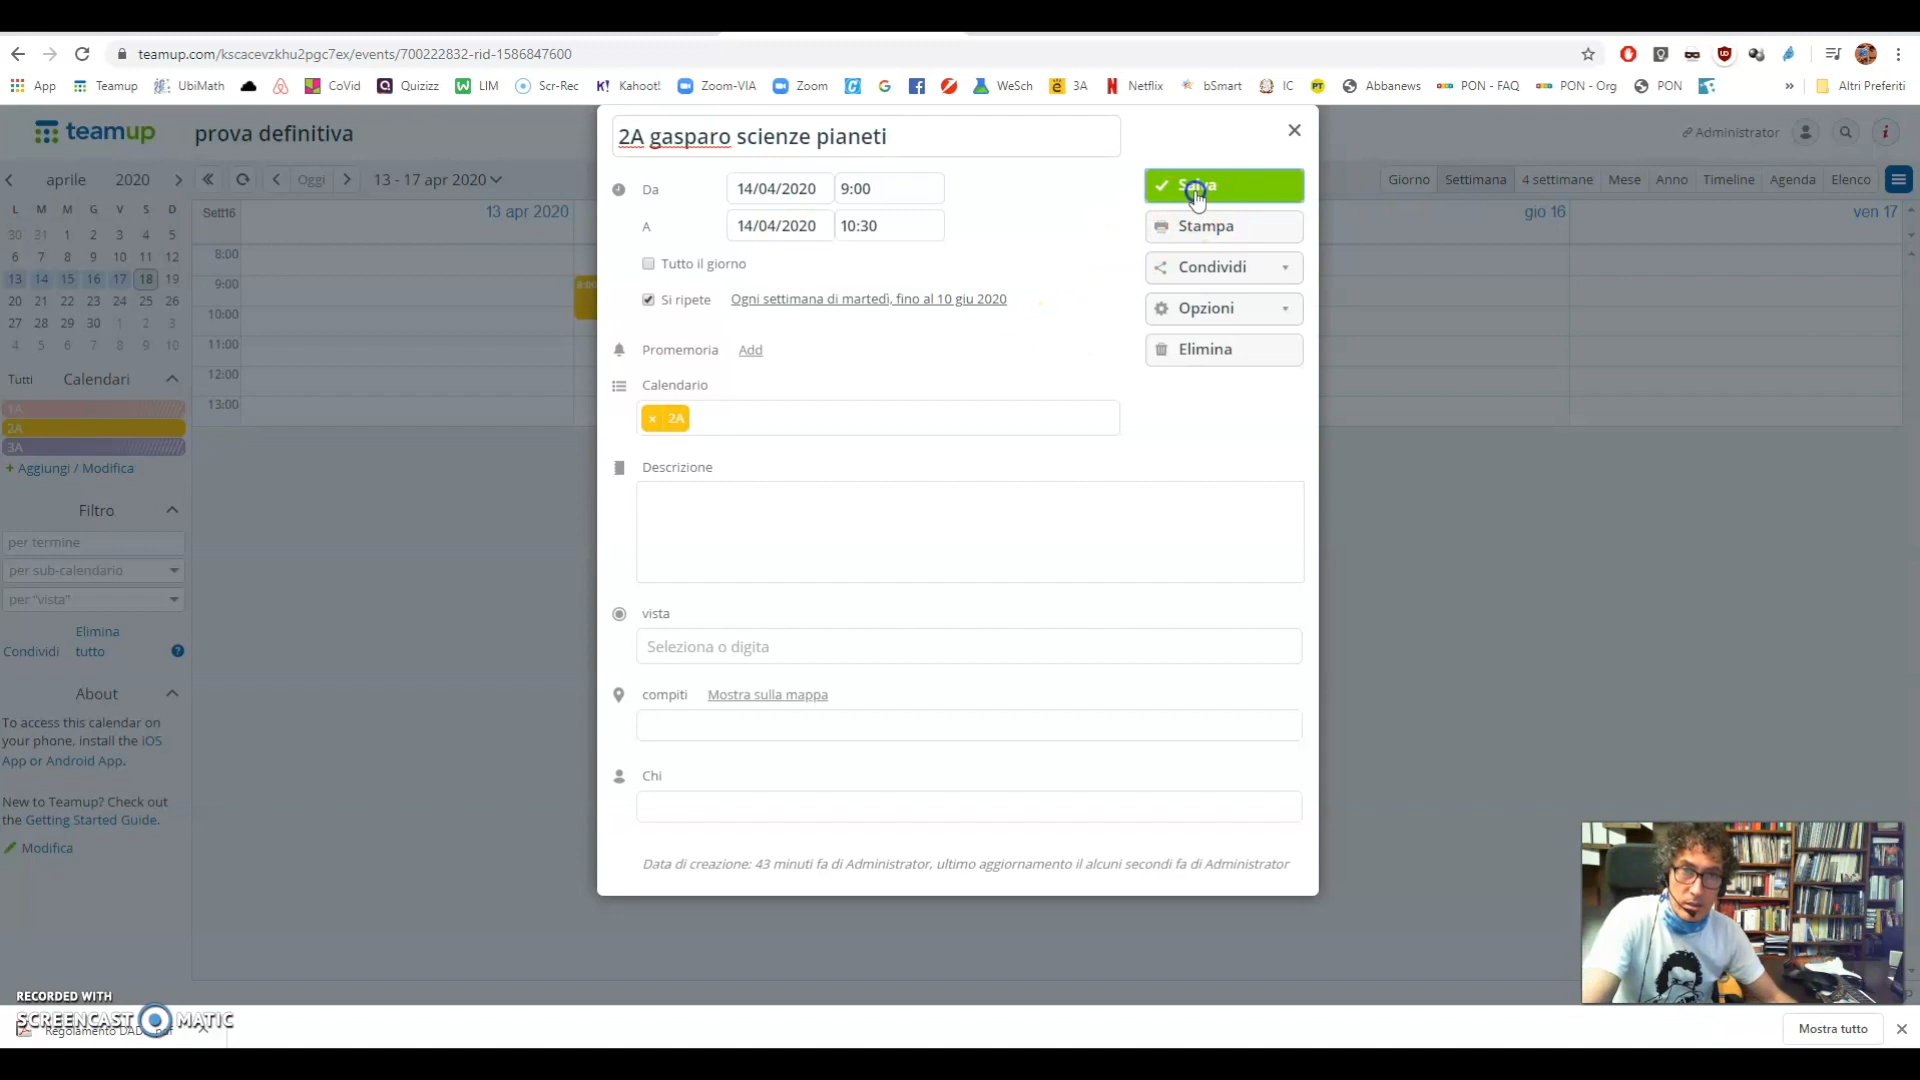 teamup.com/kscacevzkhu2pgc7ex/events/700222832-rid-1586847600
App Teamup UbiMath CoVid Quizizz LIM Scr-Rec Kahoot! Zoom-VIA Zoom WeSch 3A Netflix bSmart IC Abbanews PON - FAQ PON - Org PON » Altri Preferiti
teamup prova definitiva Administrator
aprile 2020 Oggi 13 - 17 apr 2020 Giorno Settimana 4 settimane Mese Anno Timeline Agenda Elenco
L M M G V S D
30 31 1 2 3 4 5
6 7 8 9 10 11 12
13 14 15 16 17 18 19
20 21 22 23 24 25 26
27 28 29 30 1 2 3
4 5 6 7 8 9 10
Tutti Calendari
1A
2A
3A
+ Aggiungi / Modifica
Filtro
per termine
per sub-calendario
per "vista"
Elimina
Condividi tutto
About
To access this calendar on
your phone, install the iOS
App or Android App.
New to Teamup? Check out
the Getting Started Guide.
Modifica
Sett16 13 apr 2020 gio 16 ven 17
8:00
9:00
10:00
11:00
12:00
13:00
2A gasparo scienze pianeti
Da 14/04/2020 9:00
A 14/04/2020 10:30
Tutto il giorno
Si ripete Ogni settimana di martedì, fino al 10 giu 2020
Promemoria Add
Calendario
× 2A
Descrizione
vista
Seleziona o digita
compiti Mostra sulla mappa
Chi
Data di creazione: 43 minuti fa di Administrator, ultimo aggiornamento il alcuni secondi fa di Administrator
Salva
Stampa
Condividi
Opzioni
Elimina
RECORDED WITH
SCREENCAST MATIC
Mostra tutto